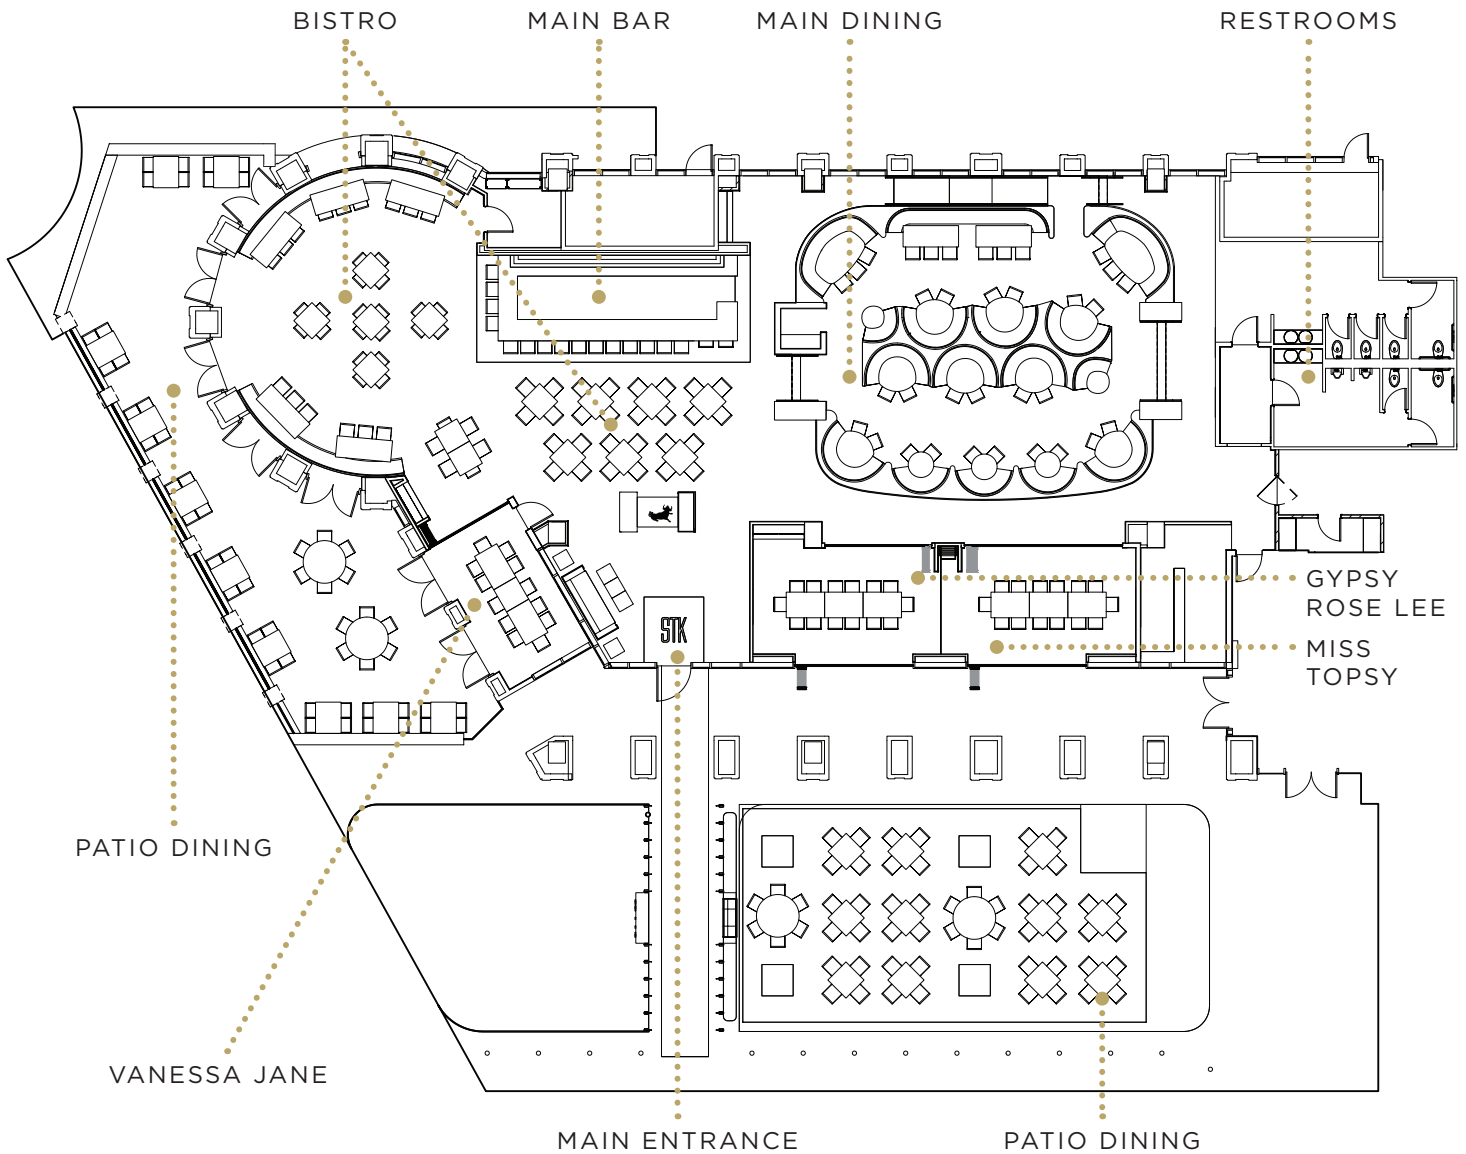 BISTRO
MAIN BAR
MAIN DINING
RESTROOMS
GYPSY
ROSE LEE
MISS
TOPSY
STK
PATIO DINING
VANESSA JANE
MAIN ENTRANCE
PATIO DINING